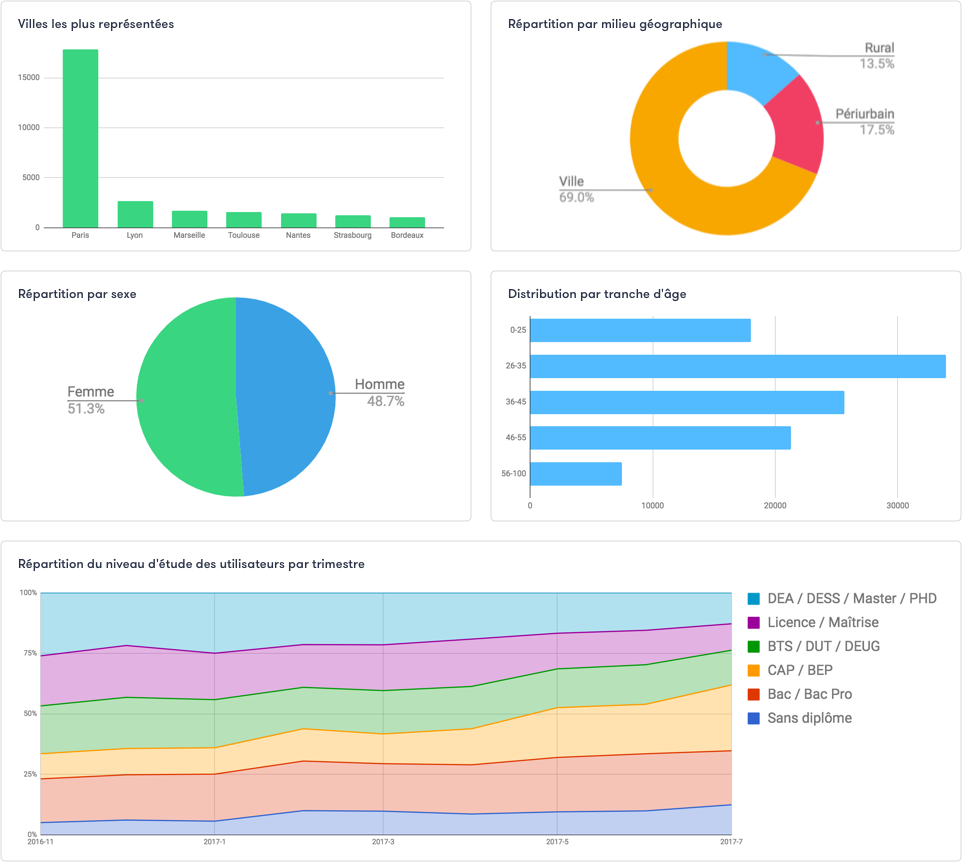 Villes les plus représentées
15000
10000
5000
0
Paris
Lyon
Marseille
Toulouse
Nantes
Strasbourg
Bordeaux
Répartition par milieu géographique
Rural
13.5%
Périurbain
17.5%
Ville
69.0%
Répartition par sexe
Femme
51.3%
Homme
48.7%
Distribution par tranche d'âge
0-25
26-35
36-45
46-55
56-100
0
10000
20000
30000
Répartition du niveau d'étude des utilisateurs par trimestre
100%
75%
50%
25%
0%
2016-11
2017-1
2017-3
2017-5
2017-7
DEA / DESS / Master / PHD
Licence / Maîtrise
BTS / DUT / DEUG
CAP / BEP
Bac / Bac Pro
Sans diplôme